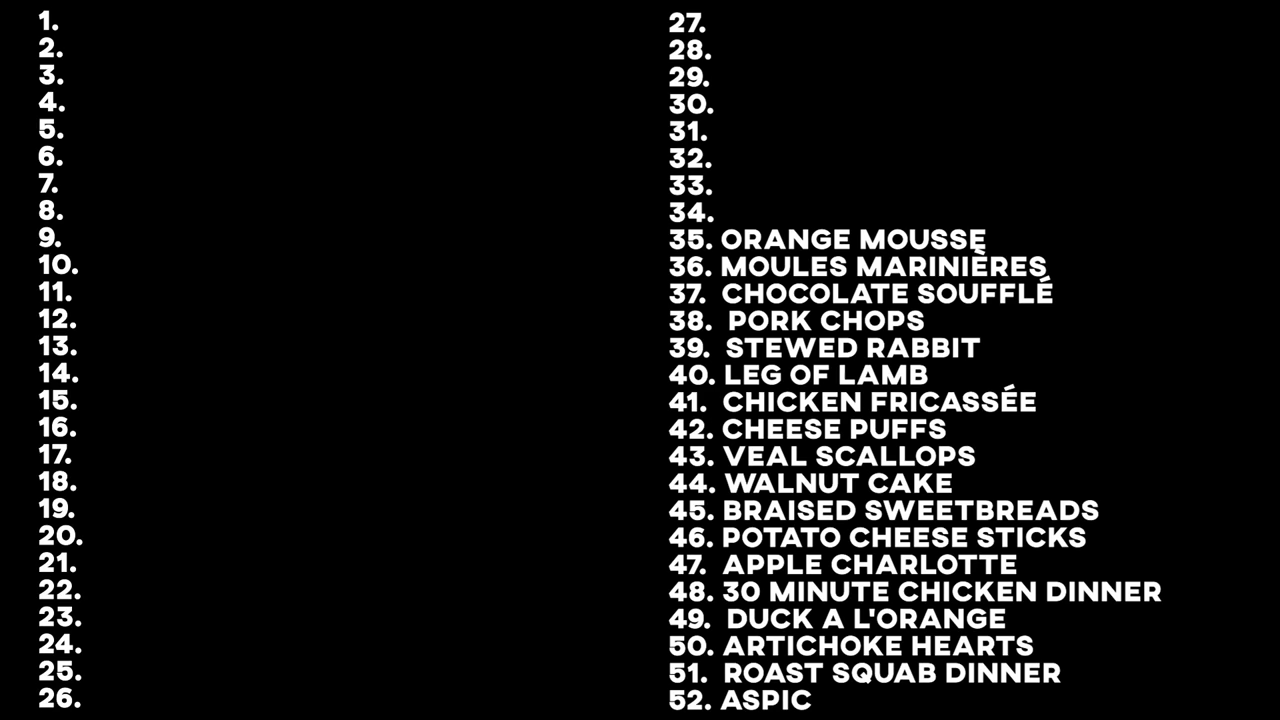 1.
2.
3.
4.
5.
6.
7.
8.
9.
10.
11.
12.
13.
14.
15.
16.
17.
18.
19.
20.
21.
22.
23.
24.
25.
26.
27.
28.
29.
30.
31.
32.
33.
34.
35. ORANGE MOUSSE
36. MOULES MARINIÈRES
37. CHOCOLATE SOUFFLÉ
38. PORK CHOPS
39. STEWED RABBIT
40. LEG OF LAMB
41. CHICKEN FRICASSÉE
42. CHEESE PUFFS
43. VEAL SCALLOPS
44. WALNUT CAKE
45. BRAISED SWEETBREADS
46. POTATO CHEESE STICKS
47. APPLE CHARLOTTE
48. 30 MINUTE CHICKEN DINNER
49. DUCK A L'ORANGE
50. ARTICHOKE HEARTS
51. ROAST SQUAB DINNER
52. ASPIC